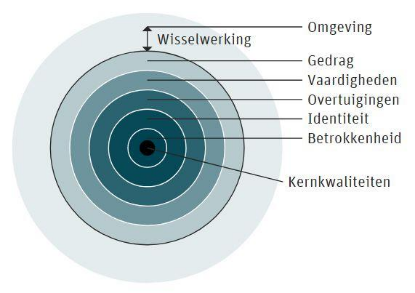 Omgeving
Wisselwerking
Gedrag
Vaardigheden
Overtuigingen
Identiteit
Betrokkenheid
Kernkwaliteiten